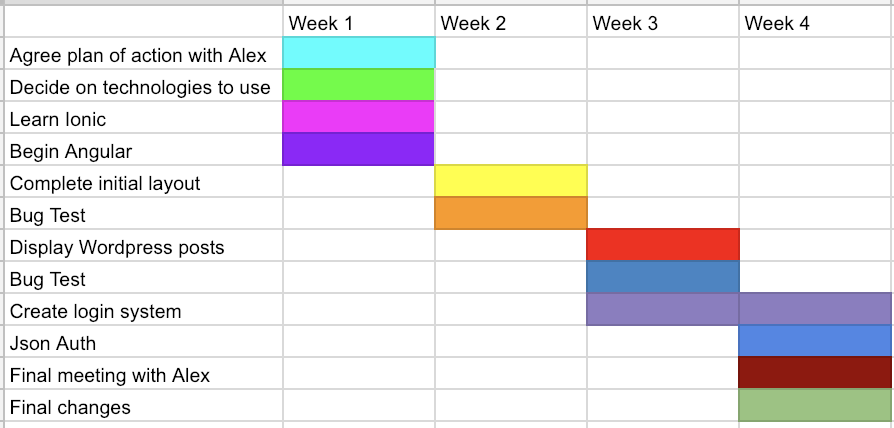 Week 1 Week 2 Week 3 Week 4
Agree plan of action with Alex
Decide on technologies to use
Learn Ionic
Begin Angular
Complete initial layout
Bug Test
Display Wordpress posts
Bug Test
Create login system
Json Auth
Final meeting with Alex
Final changes